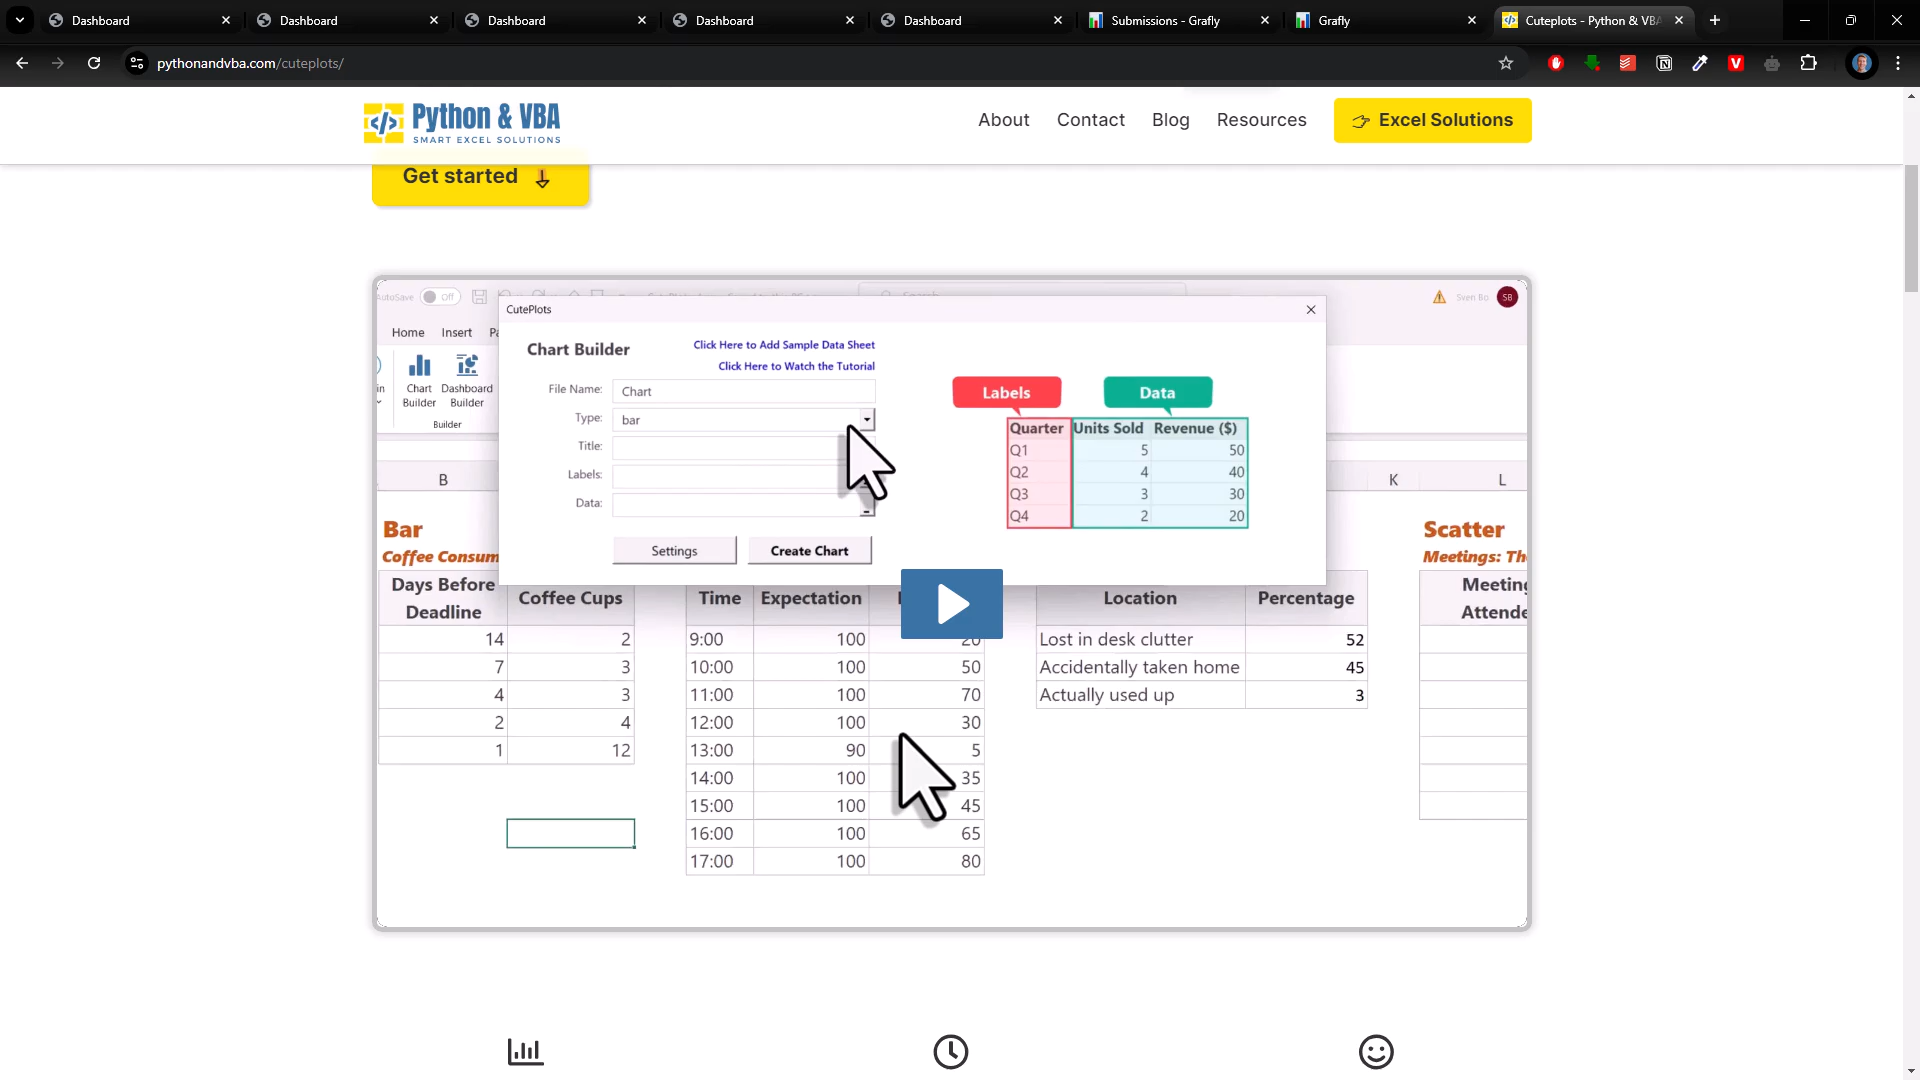 Dashboard
Dashboard
Dashboard
Dashboard
Dashboard
Submissions - Grafly
Grafly
Cuteplots - Python & VBA
pythonandvba.com/cuteplots/
Python & VBA
SMART EXCEL SOLUTIONS
About
Contact
Blog
Resources
Excel Solutions
Get started
AutoSave
Off
Sven Bo
SB
CutePlots
Home
Insert
Chart Builder
Click Here to Add Sample Data Sheet
Click Here to Watch the Tutorial
Chart Builder
Dashboard Builder
Builder
File Name:
Chart
Type:
bar
Title:
Labels:
Data:
Settings
Create Chart
Labels
Data
Quarter Units Sold Revenue ($)
Q1 5 50
Q2 4 40
Q3 3 30
Q4 2 20
B
K
L
Bar
Coffee Consum
Days Before Deadline
Coffee Cups
14 2
7 3
4 3
2 4
1 12
Time Expectation
9:00 100 20
10:00 100 50
11:00 100 70
12:00 100 30
13:00 90 5
14:00 100 35
15:00 100 45
16:00 100 65
17:00 100 80
Location Percentage
Lost in desk clutter 52
Accidentally taken home 45
Actually used up 3
Scatter
Meetings: Th
Meeting
Attende